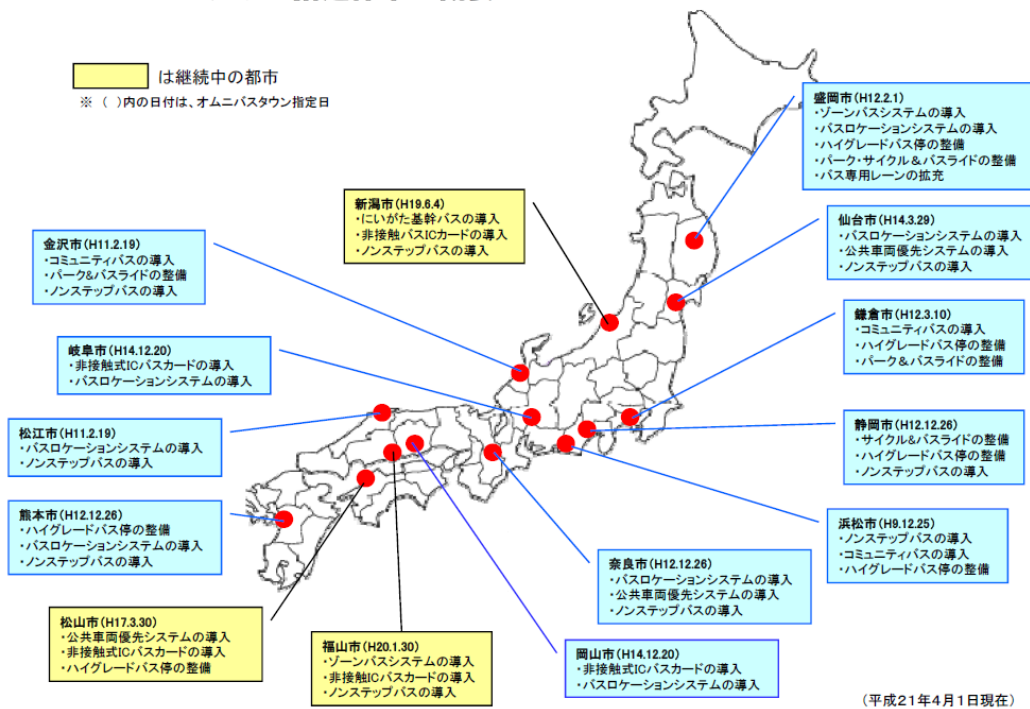 は継続中の都市
※（ ）内の日付は、オムニバスタウン指定日
盛岡市(H12.2.1)
・ゾーンバスシステムの導入
・バスロケーションシステムの導入
・ハイグレードバス停の整備
・パーク・サイクル＆バスライドの整備
・バス専用レーンの拡充
新潟市(H19.6.4)
・にいがた基幹バスの導入
・非接触バスICカードの導入
・ノンステップバスの導入
仙台市(H14.3.29)
・バスロケーションシステムの導入
・公共車両優先システムの導入
・ノンステップバスの導入
金沢市(H11.2.19)
・コミュニティバスの導入
・パーク&バスライドの整備
・ノンステップバスの導入
鎌倉市(H12.3.10)
・コミュニティバスの導入
・ハイグレードバス停の整備
・パーク＆バスライドの整備
岐阜市(H14.12.20)
・非接触式ICバスカードの導入
・バスロケーションシステムの導入
松江市(H11.2.19)
・バスロケーションシステムの導入
・ノンステップバスの導入
静岡市(H12.12.26)
・サイクル&バスライドの整備
・ハイグレードバス停の整備
・ノンステップバスの導入
熊本市(H12.12.26)
・ハイグレードバス停の整備
・バスロケーションシステムの導入
・ノンステップバスの導入
浜松市(H9.12.25)
・ノンステップバスの導入
・コミュニティバスの導入
・ハイグレードバス停の整備
奈良市(H12.12.26)
・バスロケーションシステムの導入
・公共車両優先システムの導入
・ノンステップバスの導入
松山市(H17.3.30)
・公共車両優先システムの導入
・非接触式ICバスカードの導入
・ハイグレードバス停の整備
福山市(H20.1.30)
・ゾーンバスシステムの導入
・非接触ICバスカードの導入
・ノンステップバスの導入
岡山市(H14.12.20)
・非接触式ICバスカードの導入
・バスロケーションシステムの導入
(平成21年4月1日現在)